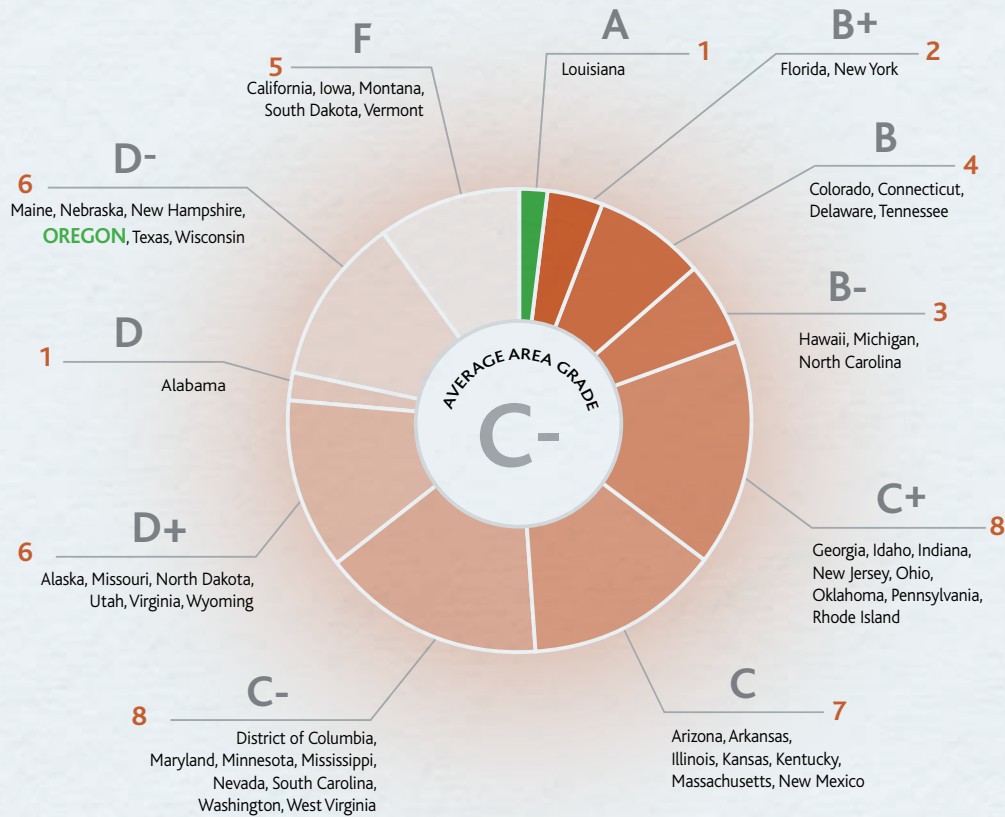 A
1
Louisiana
B+
2
Florida, New York
B
4
Colorado, Connecticut,
Delaware, Tennessee
B-
3
Hawaii, Michigan,
North Carolina
C+
8
Georgia, Idaho, Indiana,
New Jersey, Ohio,
Oklahoma, Pennsylvania,
Rhode Island
C
7
Arizona, Arkansas,
Illinois, Kansas, Kentucky,
Massachusetts, New Mexico
C-
8
District of Columbia,
Maryland, Minnesota, Mississippi,
Nevada, South Carolina,
Washington, West Virginia
D+
6
Alaska, Missouri, North Dakota,
Utah, Virginia, Wyoming
D
1
Alabama
D-
6
Maine, Nebraska, New Hampshire,
OREGON, Texas, Wisconsin
F
5
California, Iowa, Montana,
South Dakota, Vermont
AVERAGE AREA GRADE
C-